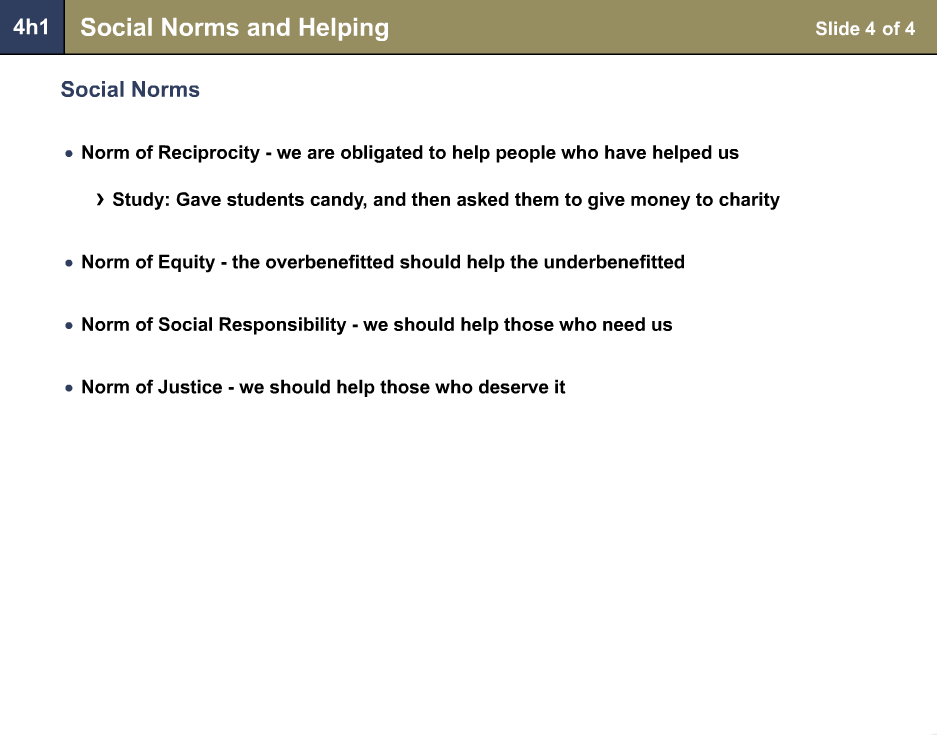 4h1 Social Norms and Helping Slide 4 of 4
Social Norms
• Norm of Reciprocity - we are obligated to help people who have helped us
› Study: Gave students candy, and then asked them to give money to charity
• Norm of Equity - the overbenefitted should help the underbenefitted
• Norm of Social Responsibility - we should help those who need us
• Norm of Justice - we should help those who deserve it